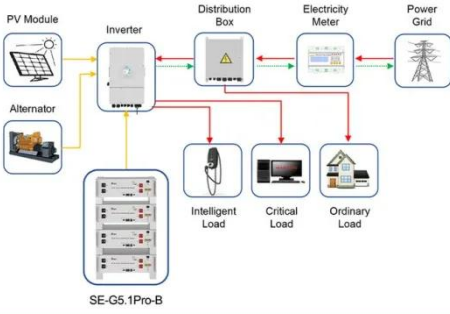 PV Module
Inverter
Distribution
Box
Electricity
Meter
Power
Grid
Alternator
Intelligent
Load
Critical
Load
Ordinary
Load
SE-G5.1Pro-B